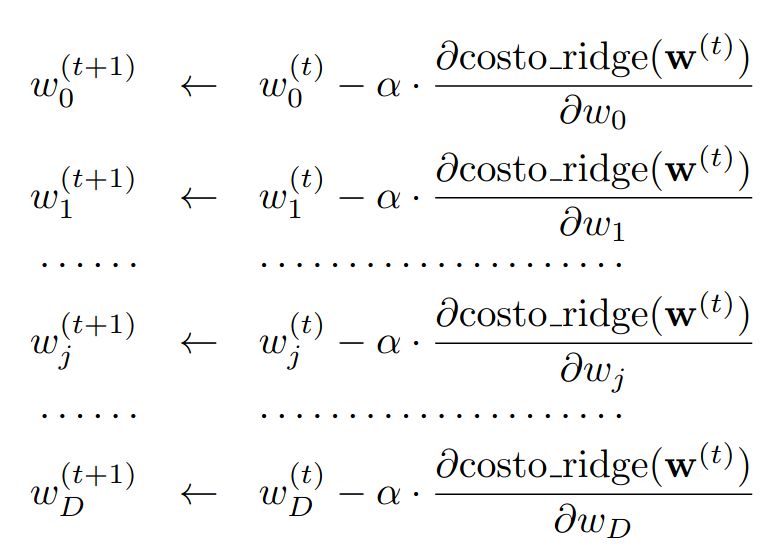 w_0^{(t+1)} ← w_0^{(t)} − α · ∂costo_ridge(𝐰^{(t)}) / ∂w_0
w_1^{(t+1)} ← w_1^{(t)} − α · ∂costo_ridge(𝐰^{(t)}) / ∂w_1
...... .....................
w_j^{(t+1)} ← w_j^{(t)} − α · ∂costo_ridge(𝐰^{(t)}) / ∂w_j
...... .....................
w_D^{(t+1)} ← w_D^{(t)} − α · ∂costo_ridge(𝐰^{(t)}) / ∂w_D